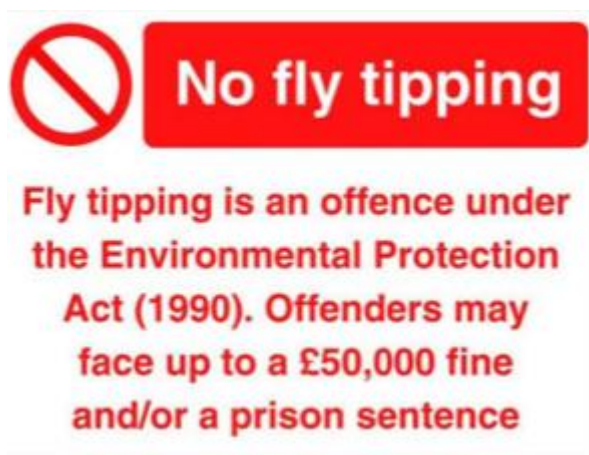 No fly tipping
Fly tipping is an offence under
the Environmental Protection
Act (1990). Offenders may
face up to a £50,000 fine
and/or a prison sentence